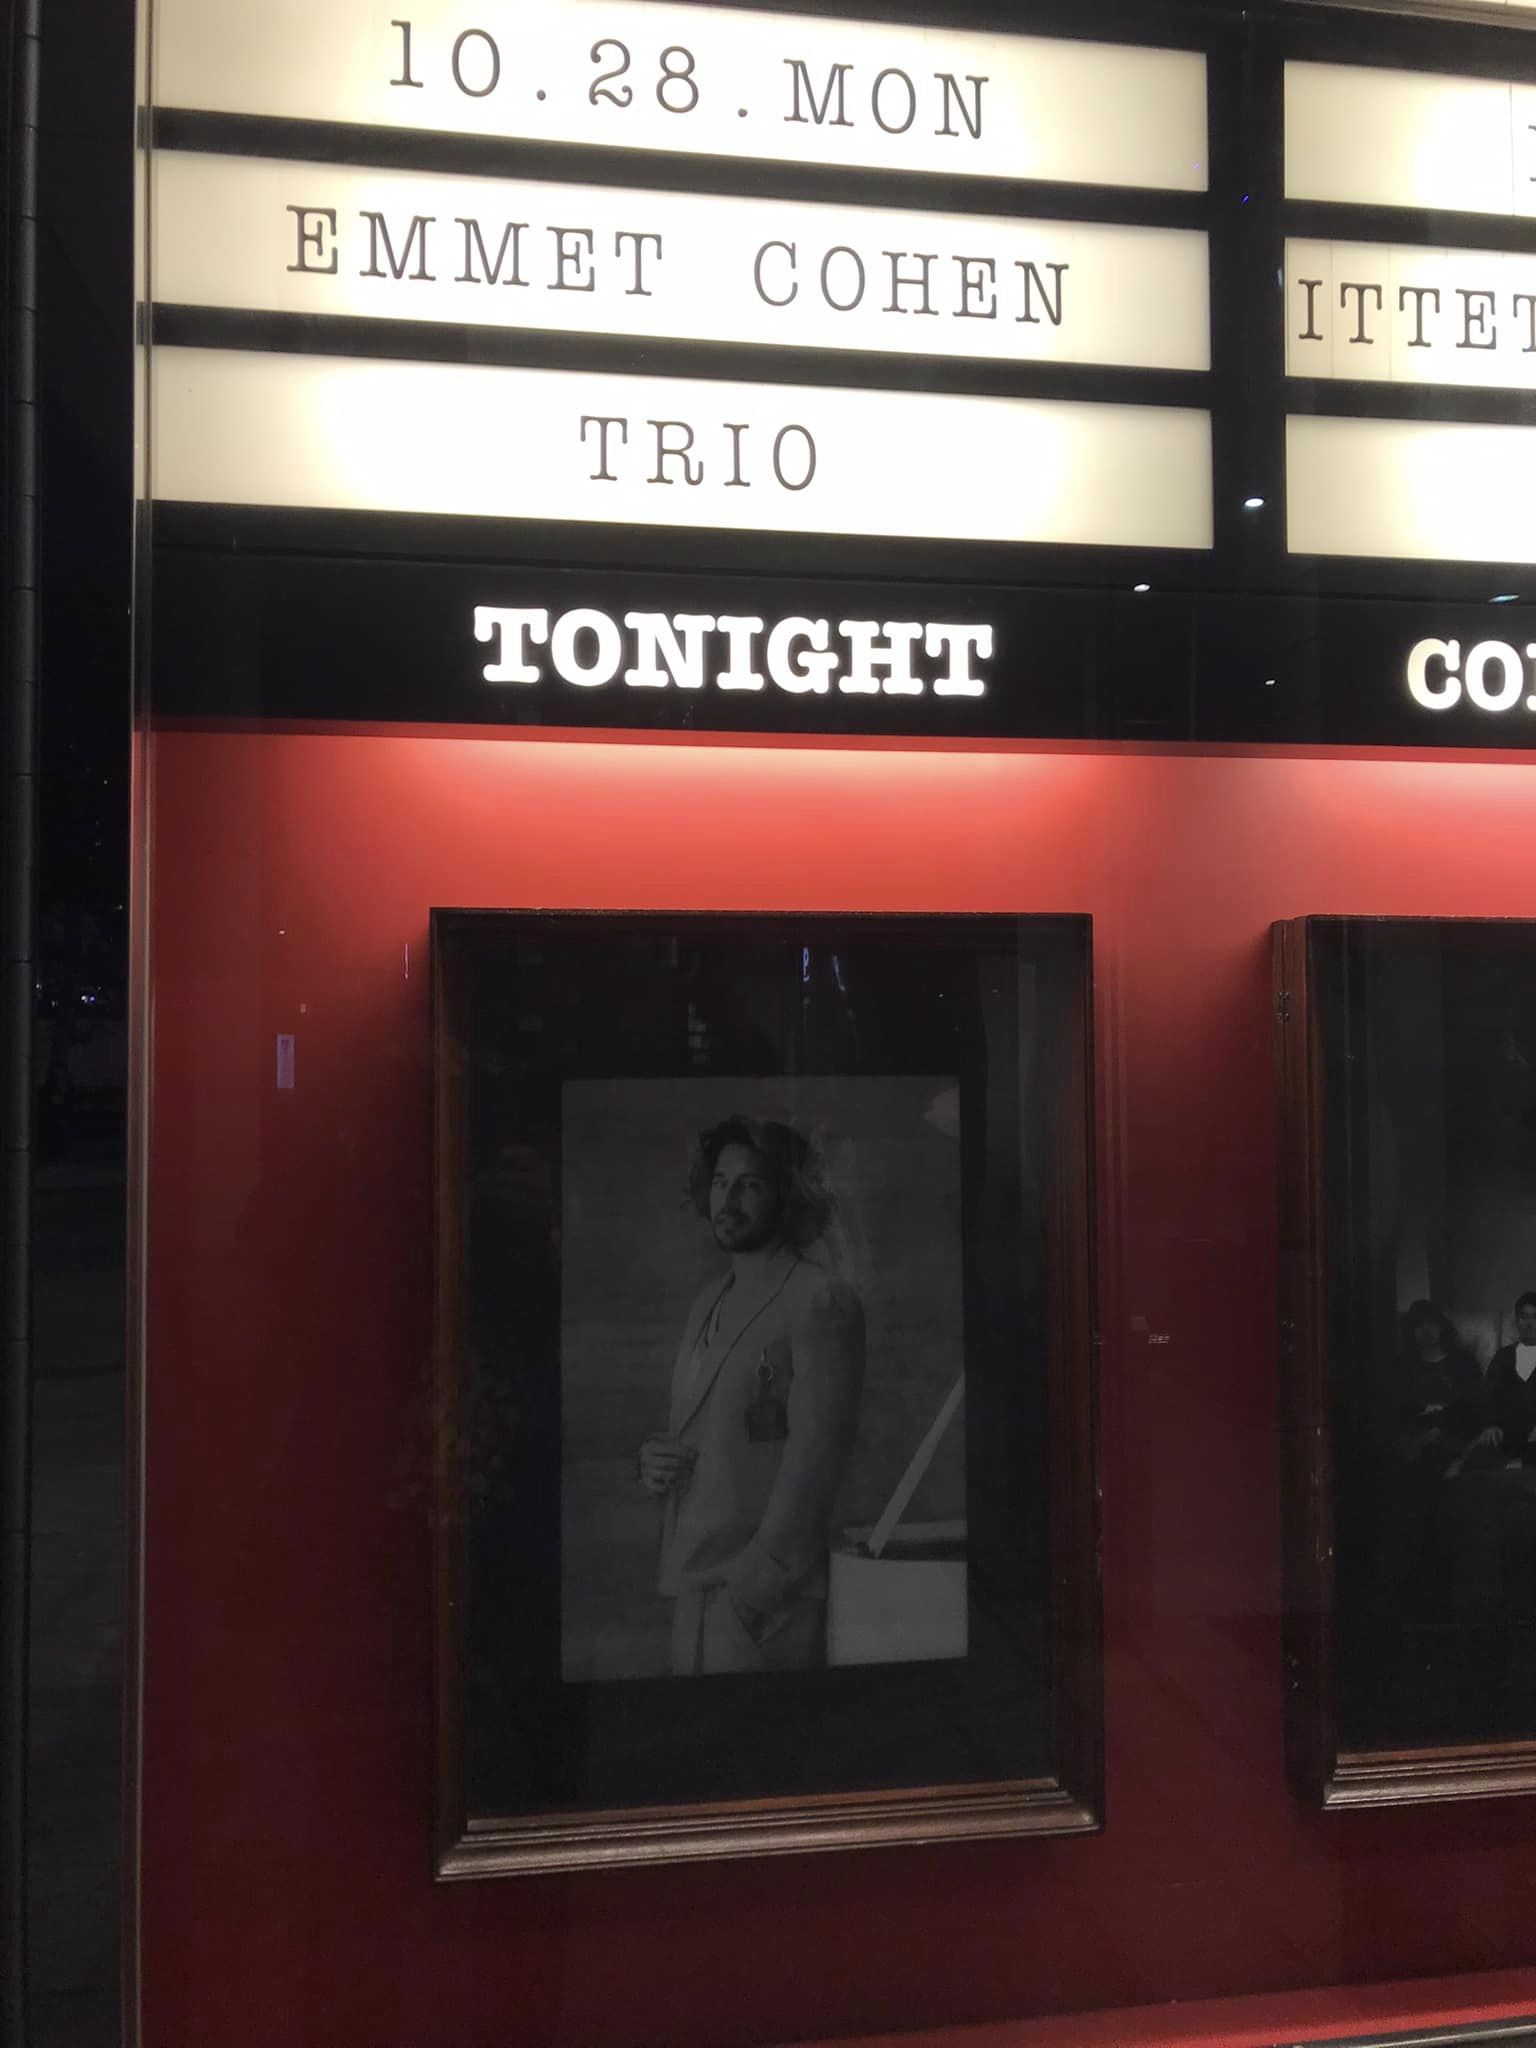 10.28.MON
EMMET COHEN
TRIO
TONIGHT